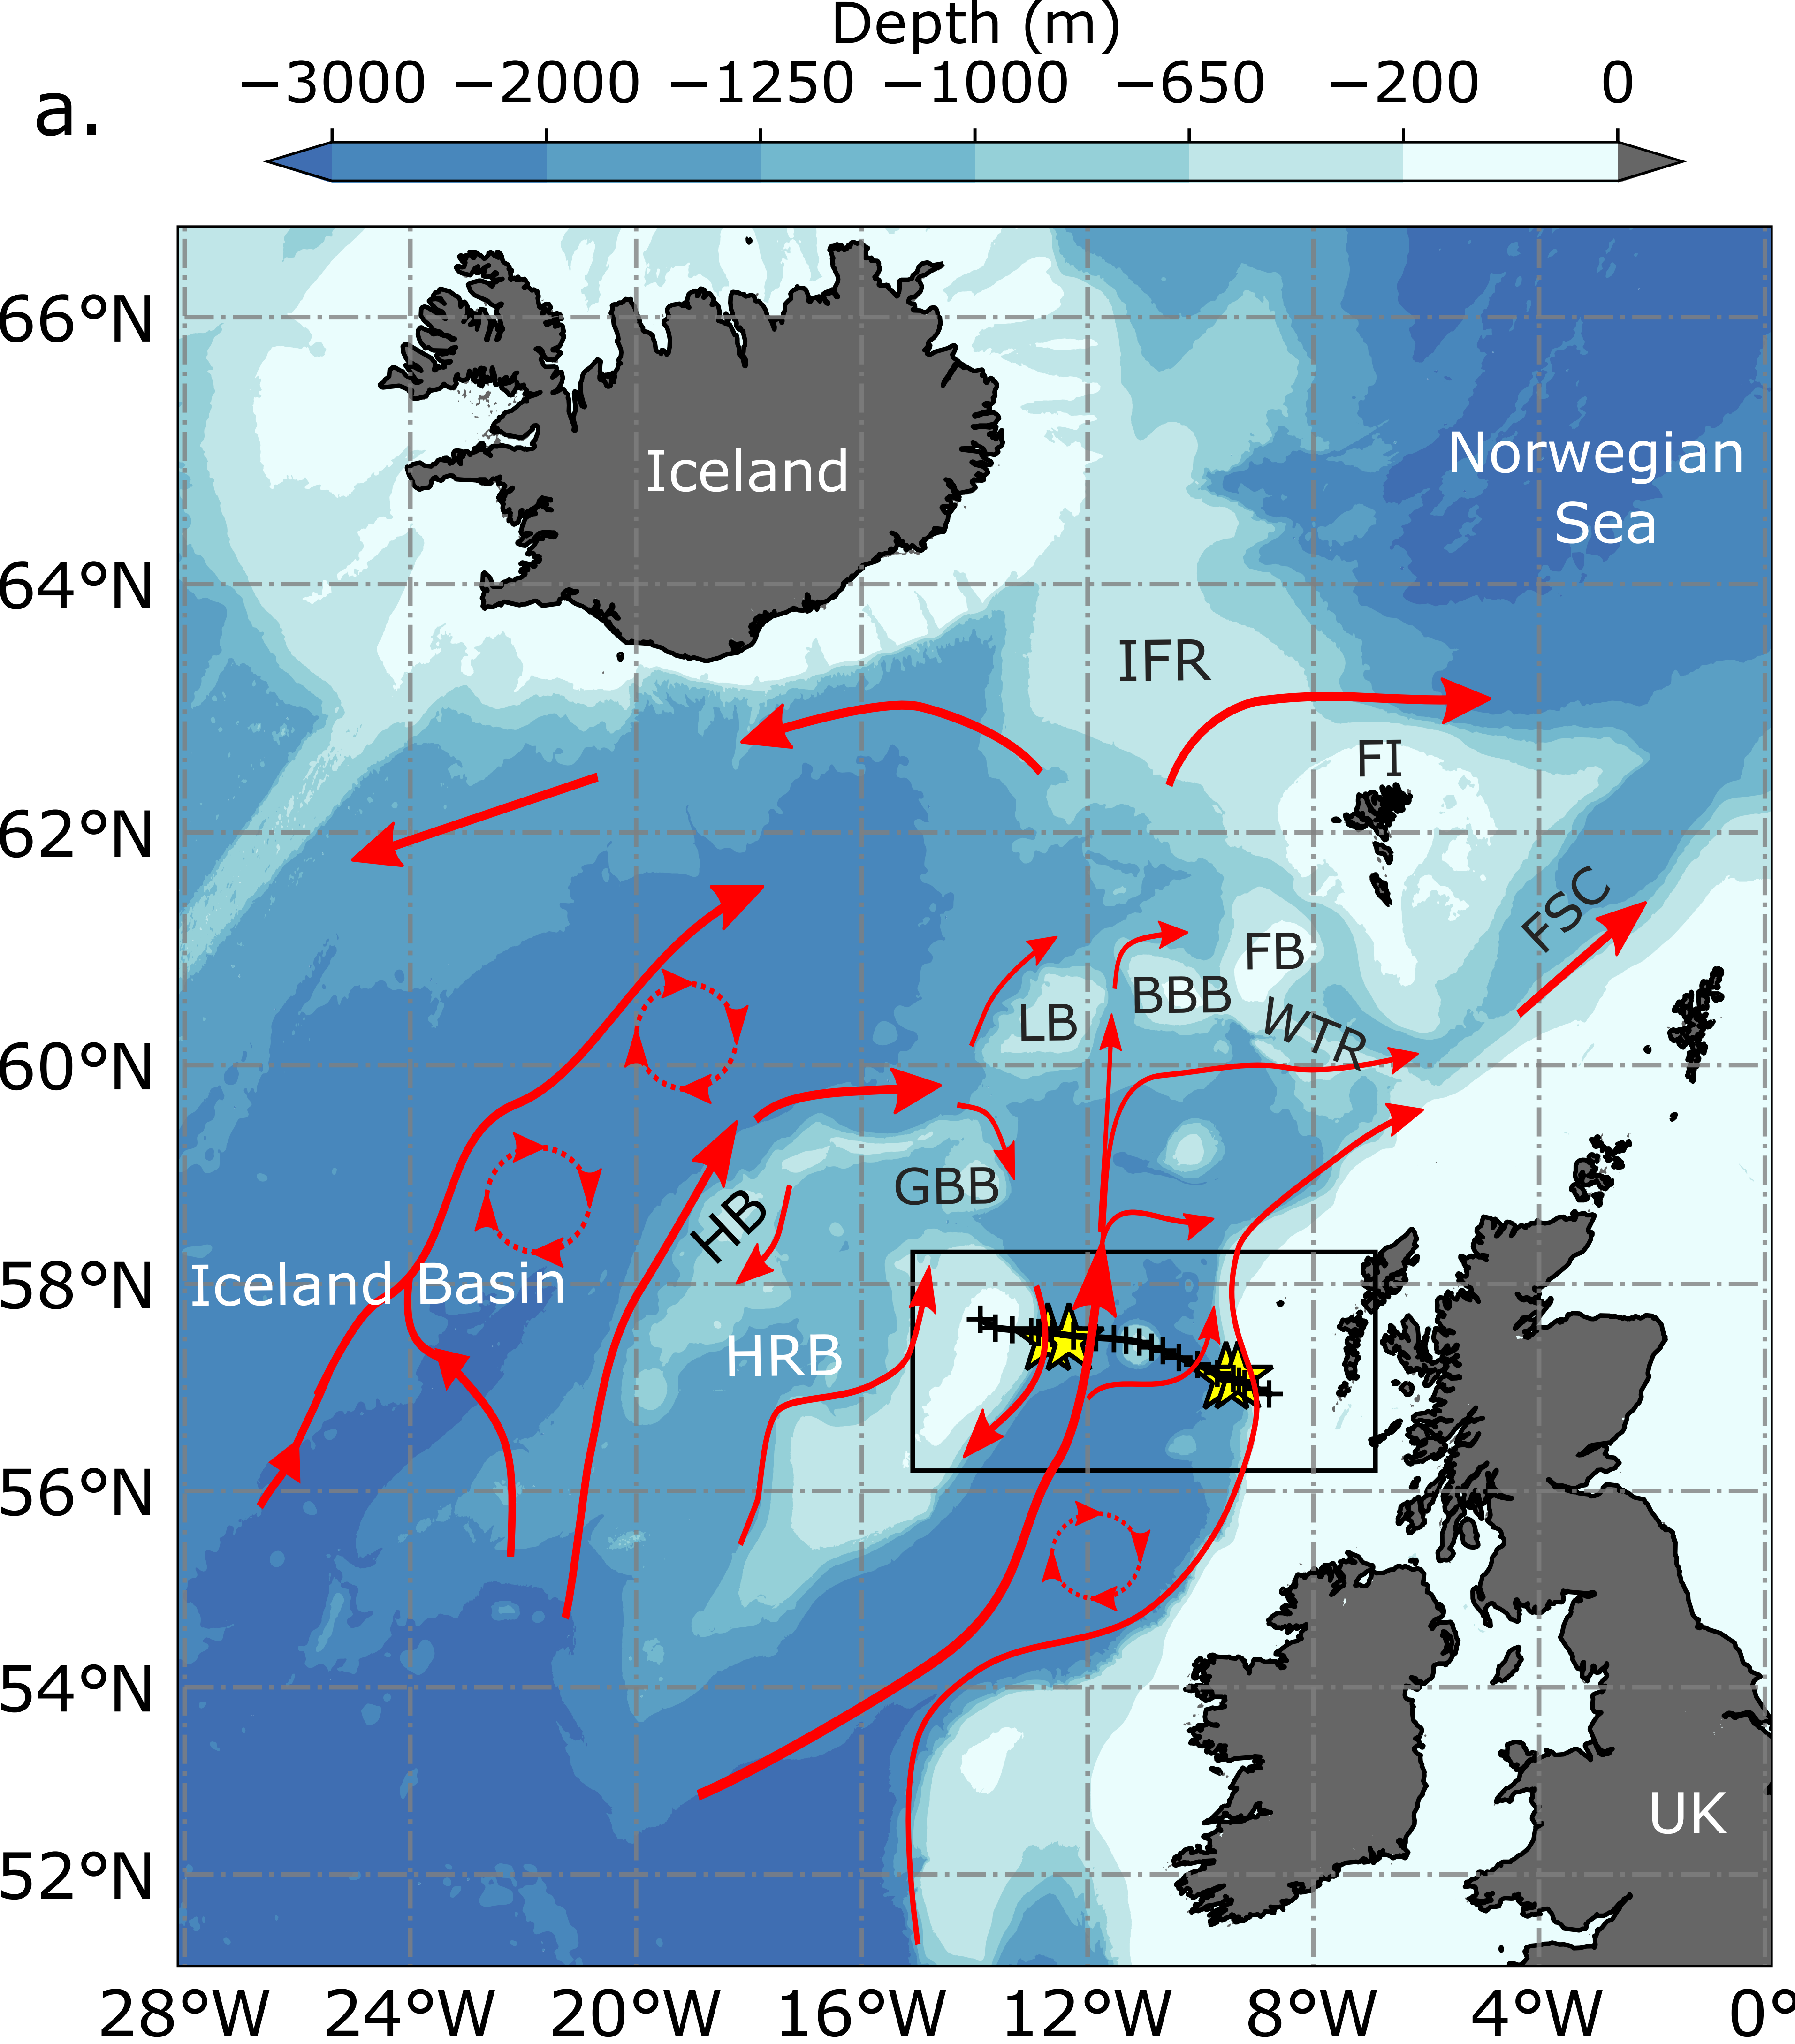 Depth (m)
−3000 −2000 −1250 −1000 −650 −200 0
a.
66°N
Iceland
Norwegian
Sea
64°N
IFR
FI
62°N
FSC
FB
BBB
LB
WTR
60°N
GBB
HB
58°N
Iceland Basin
HRB
56°N
54°N
UK
52°N
28°W 24°W 20°W 16°W 12°W 8°W 4°W 0°